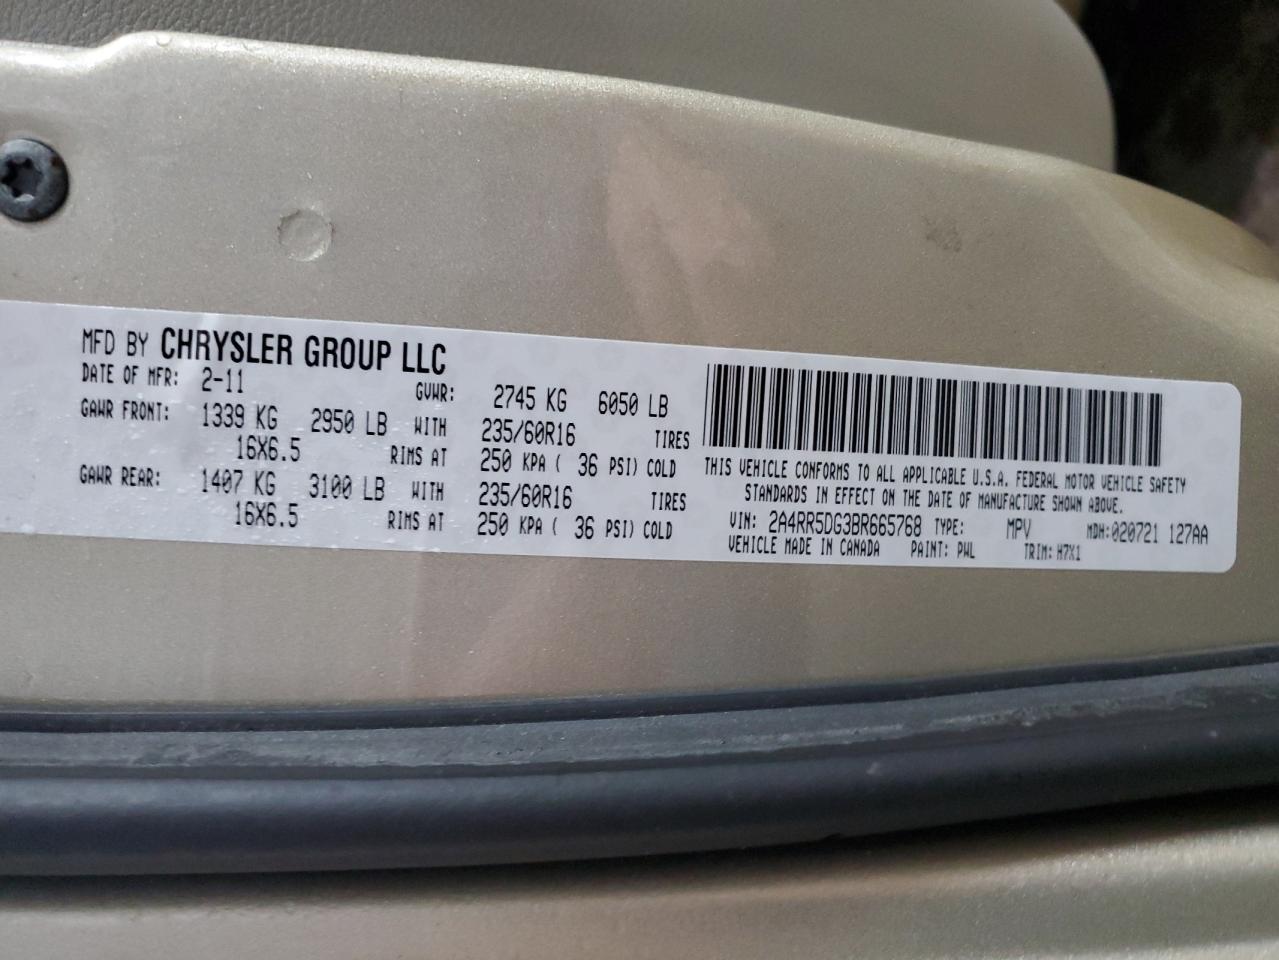 MFD BY CHRYSLER GROUP LLC
DATE OF MFR: 2-11 GVWR: 2745 KG 6050 LB
GAWR FRONT: 1339 KG 2950 LB WITH 235/60R16 TIRES
16X6.5 RIMS AT 250 KPA ( 36 PSI) COLD
GAWR REAR: 1407 KG 3100 LB WITH 235/60R16 TIRES
16X6.5 RIMS AT 250 KPA ( 36 PSI) COLD
THIS VEHICLE CONFORMS TO ALL APPLICABLE U.S.A. FEDERAL MOTOR VEHICLE SAFETY
STANDARDS IN EFFECT ON THE DATE OF MANUFACTURE SHOWN ABOVE.
VIN: 2A4RR5DG3BR665768 TYPE: MPV MDH:020721 127AA
VEHICLE MADE IN CANADA PAINT: PWL TRIM: H7X1